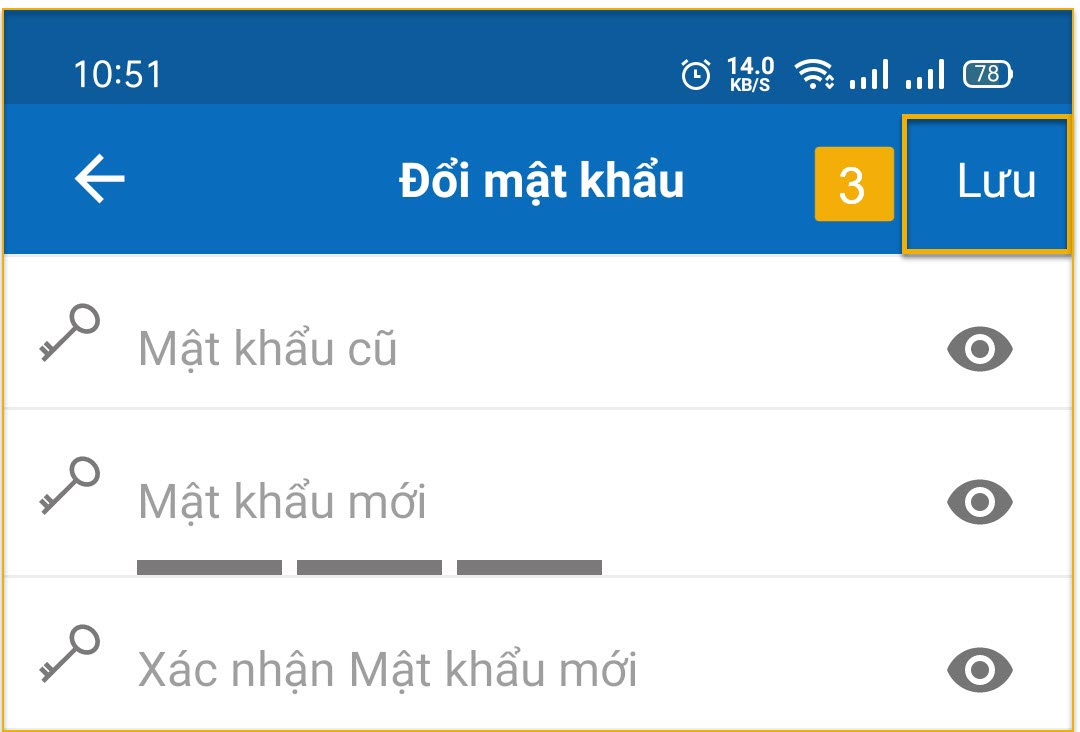 10:51 14.0 KB/S 78
Đổi mật khẩu 3 Lưu
Mật khẩu cũ
Mật khẩu mới
Xác nhận Mật khẩu mới